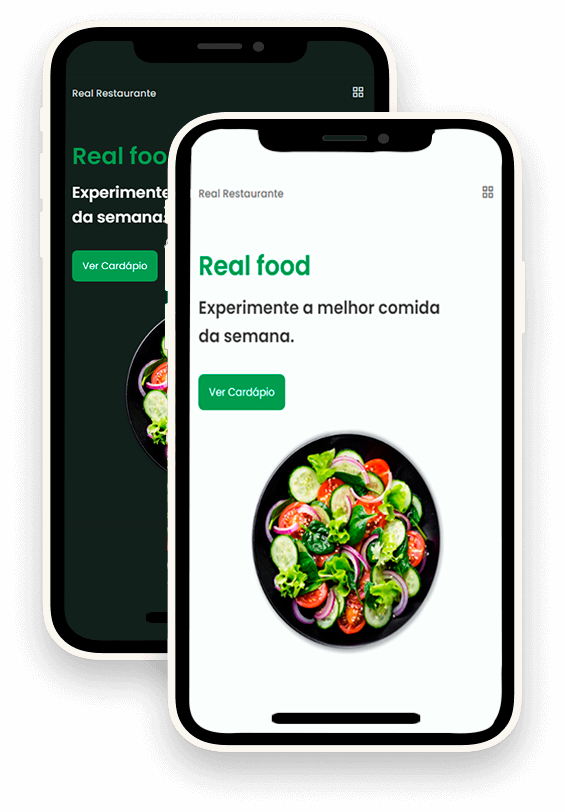 Real Restaurante
Real foo
Experimente
da semana.
Ver Cardápio
Real Restaurante
Real food
Experimente a melhor comida
da semana.
Ver Cardápio